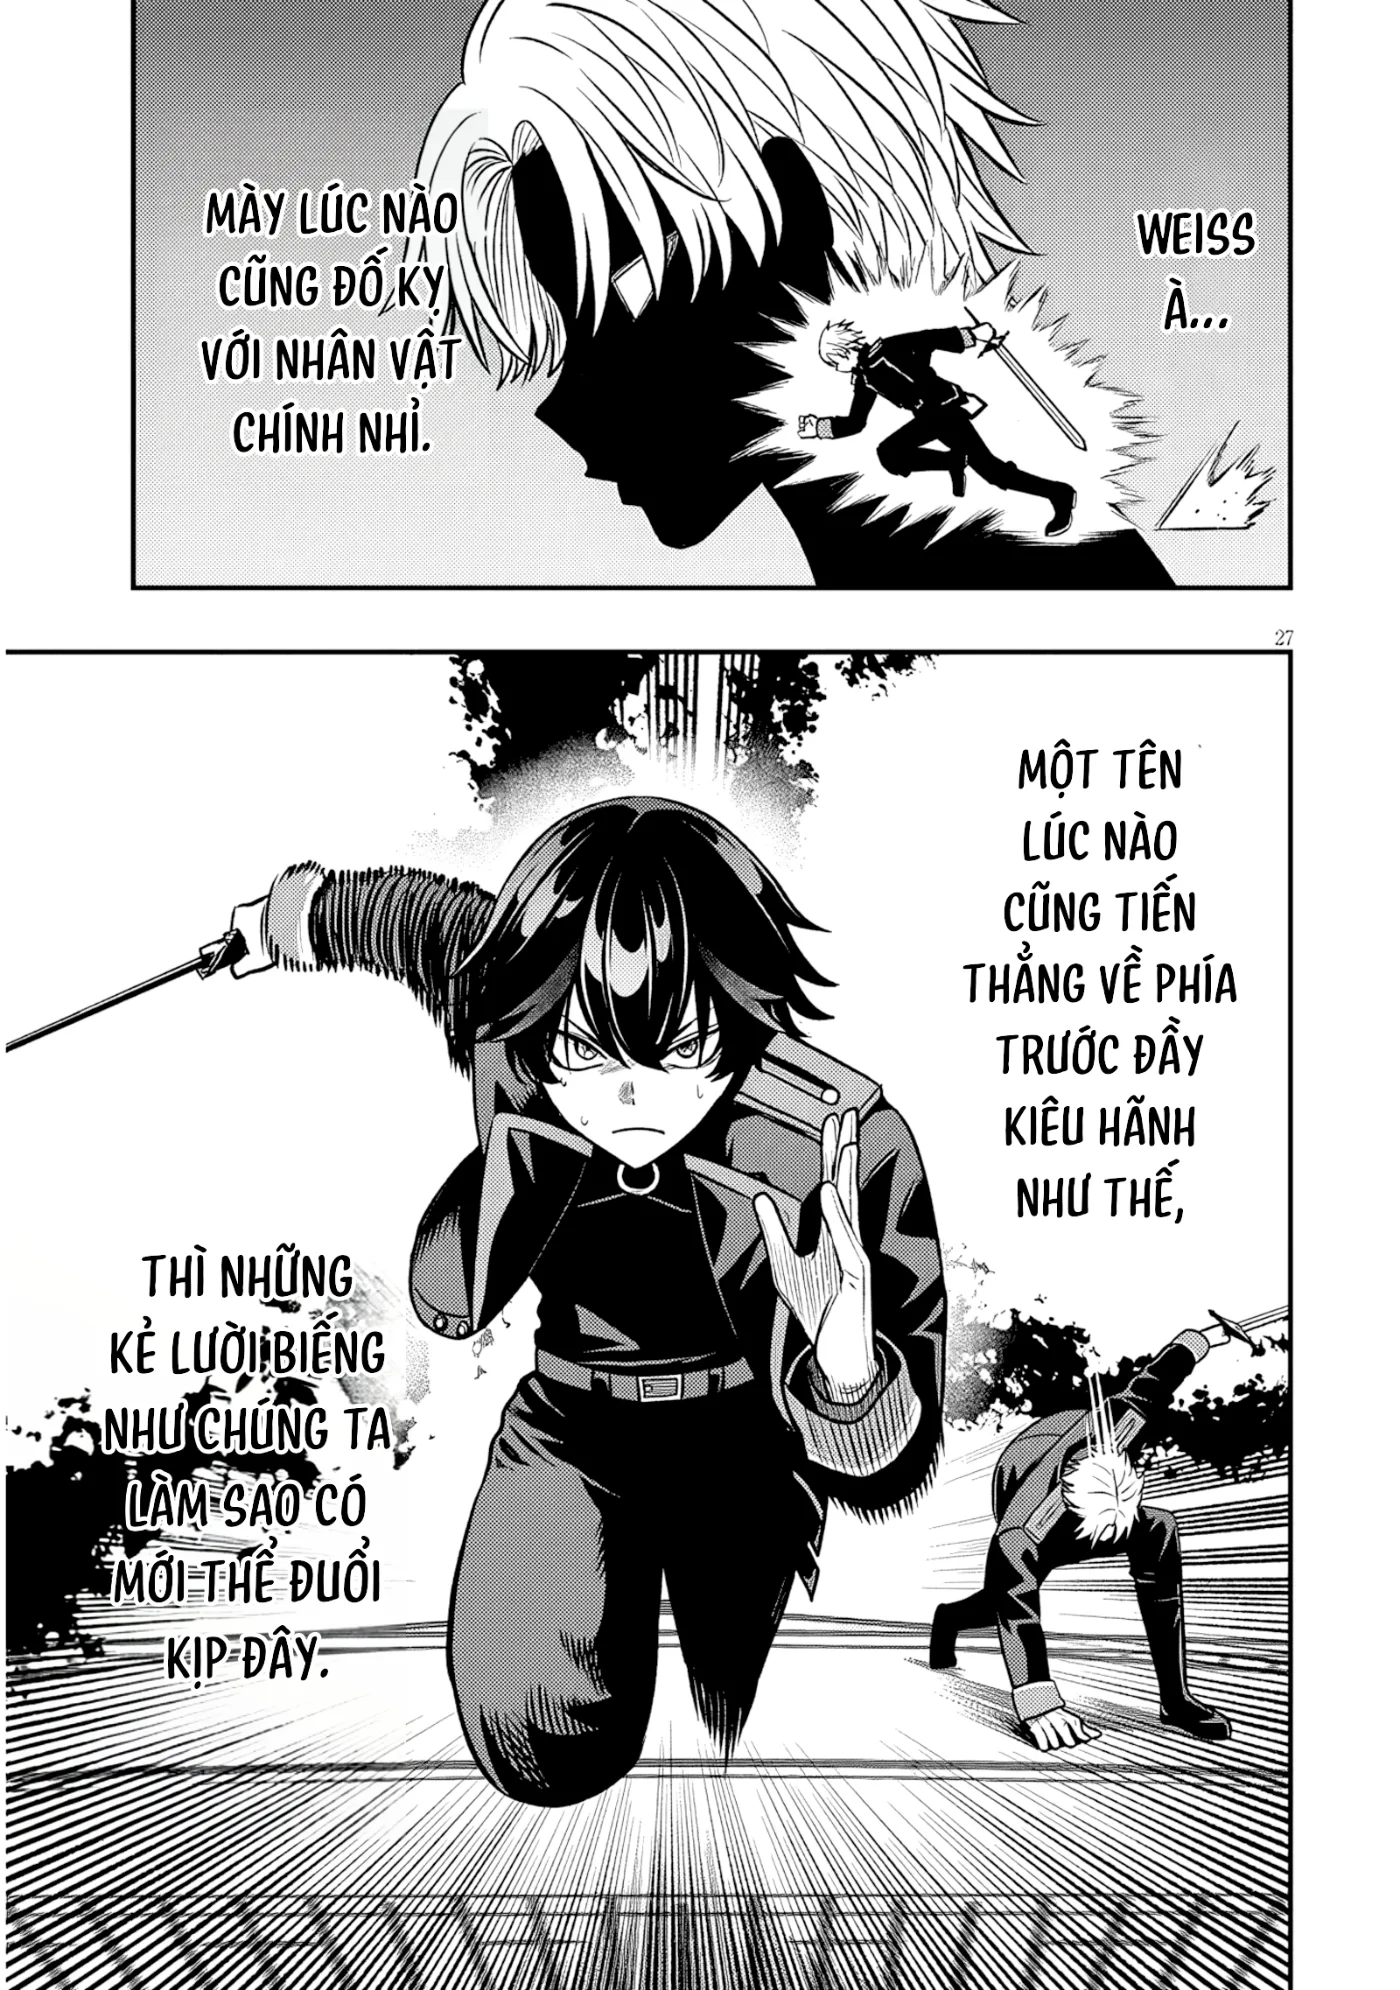 WEISS
À...
MÀY LÚC NÀO
CŨNG ĐỐ KỴ
VỚI NHÂN VẬT
CHÍNH NHỈ.
27
MỘT TÊN
LÚC NÀO
CŨNG TIẾN
THẲNG VỀ PHÍA
TRƯỚC ĐẦY
KIÊU HÃNH
NHƯ THẾ,
THÌ NHỮNG
KẺ LƯỜI BIẾNG
NHƯ CHÚNG TA
LÀM SAO CÓ
MỚI THỂ ĐUỔI
KỊP ĐÂY.